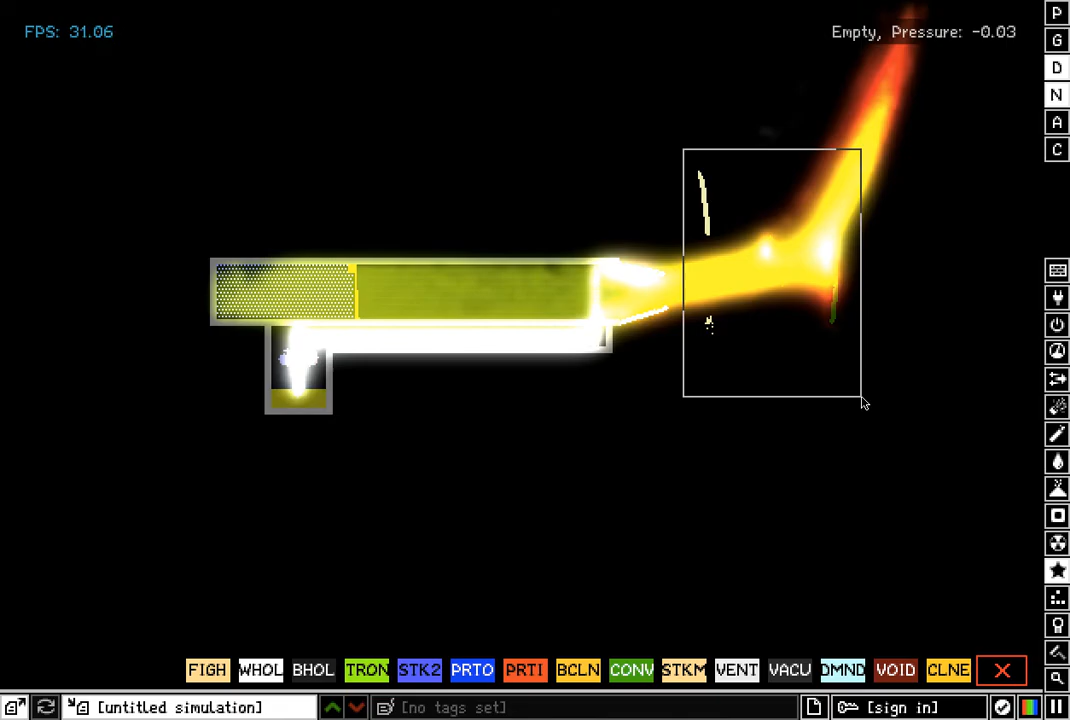 FPS: 31.06
Empty, Pressure: -0.03
P
G
D
N
A
C
FIGH WHOL BHOL TRON STK2 PRTO PRTI BCLN CONV STKM VENT VACU DMND VOID CLNE
[untitled simulation] [no tags set] [sign in]